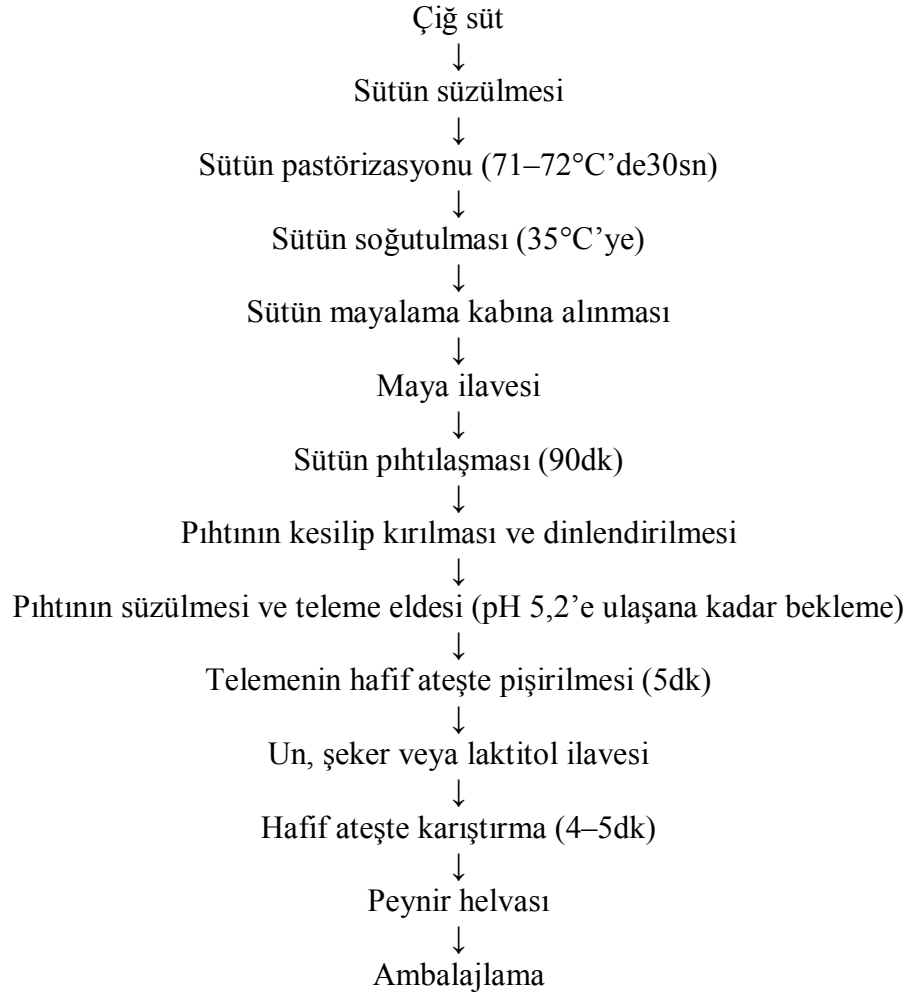 Çiğ süt
↓
Sütün süzülmesi
↓
Sütün pastörizasyonu (71–72°C’de30sn)
↓
Sütün soğutulması (35°C’ye)
↓
Sütün mayalama kabına alınması
↓
Maya ilavesi
↓
Sütün pıhtılaşması (90dk)
↓
Pıhtının kesilip kırılması ve dinlendirilmesi
↓
Pıhtının süzülmesi ve teleme eldesi (pH 5,2’e ulaşana kadar bekleme)
↓
Telemenin hafif ateşte pişirilmesi (5dk)
↓
Un, şeker veya laktitol ilavesi
↓
Hafif ateşte karıştırma (4–5dk)
↓
Peynir helvası
↓
Ambalajlama